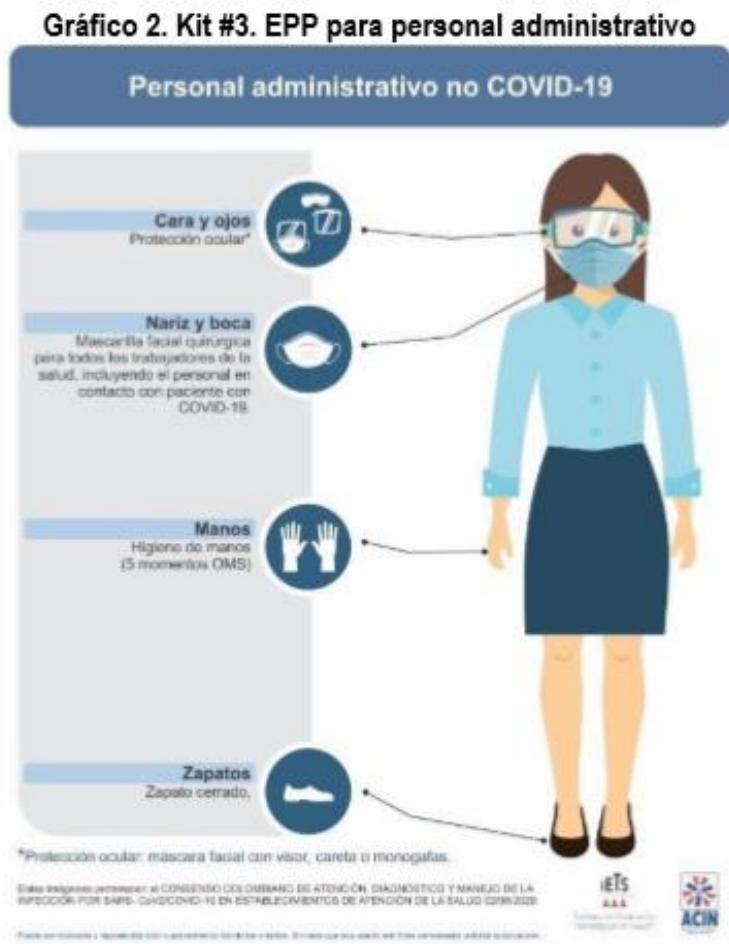 Gráfico 2. Kit #3. EPP para personal administrativo
Personal administrativo no COVID-19
Cara y ojos
Protección ocular*
Nariz y boca
Mascarilla facial quirúrgica
para todos los trabajadores de la
salud, incluyendo el personal en
contacto con paciente con
COVID-19.
Manos
Higiene de manos
(5 momentos OMS)
Zapatos
Zapato cerrado.
*Protección ocular: máscara facial con visor, careta o monogafas.
Estas imágenes pertenecen al CONSENSO COLOMBIANO DE ATENCIÓN, DIAGNÓSTICO Y MANEJO DE LA
INFECCIÓN POR SARS-CoV2/COVID-19 EN ESTABLECIMIENTOS DE ATENCIÓN DE LA SALUD
IETS
ACIN